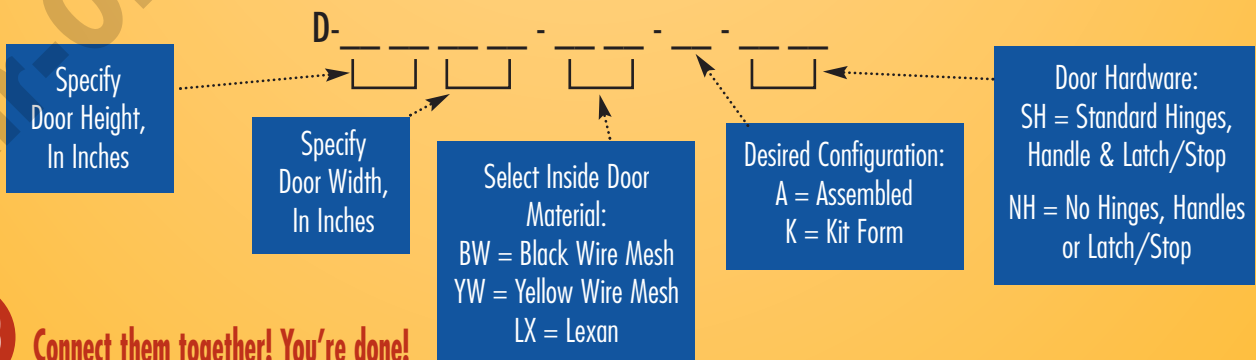 D-__ __ __ __ - __ __ - __ - __ __
Specify
Door Height,
In Inches
Specify
Door Width,
In Inches
Select Inside Door
Material:
BW = Black Wire Mesh
YW = Yellow Wire Mesh
LX = Lexan
Desired Configuration:
A = Assembled
K = Kit Form
Door Hardware:
SH = Standard Hinges,
Handle & Latch/Stop
NH = No Hinges, Handles
or Latch/Stop
Connect them together! You're done!